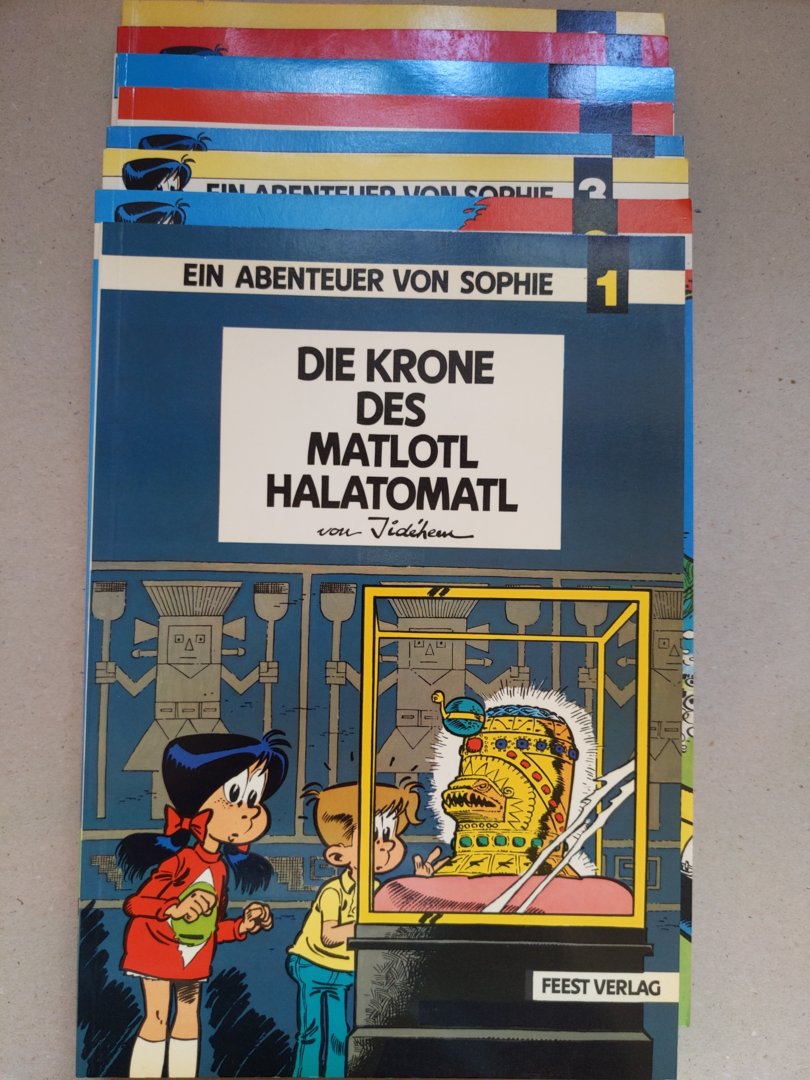 EIN ABENTEUER VON SOPHIE 3
EIN ABENTEUER VON SOPHIE 1
DIE KRONE
DES
MATLOTL
HALATOMATL
von Jidéhem
FEEST VERLAG